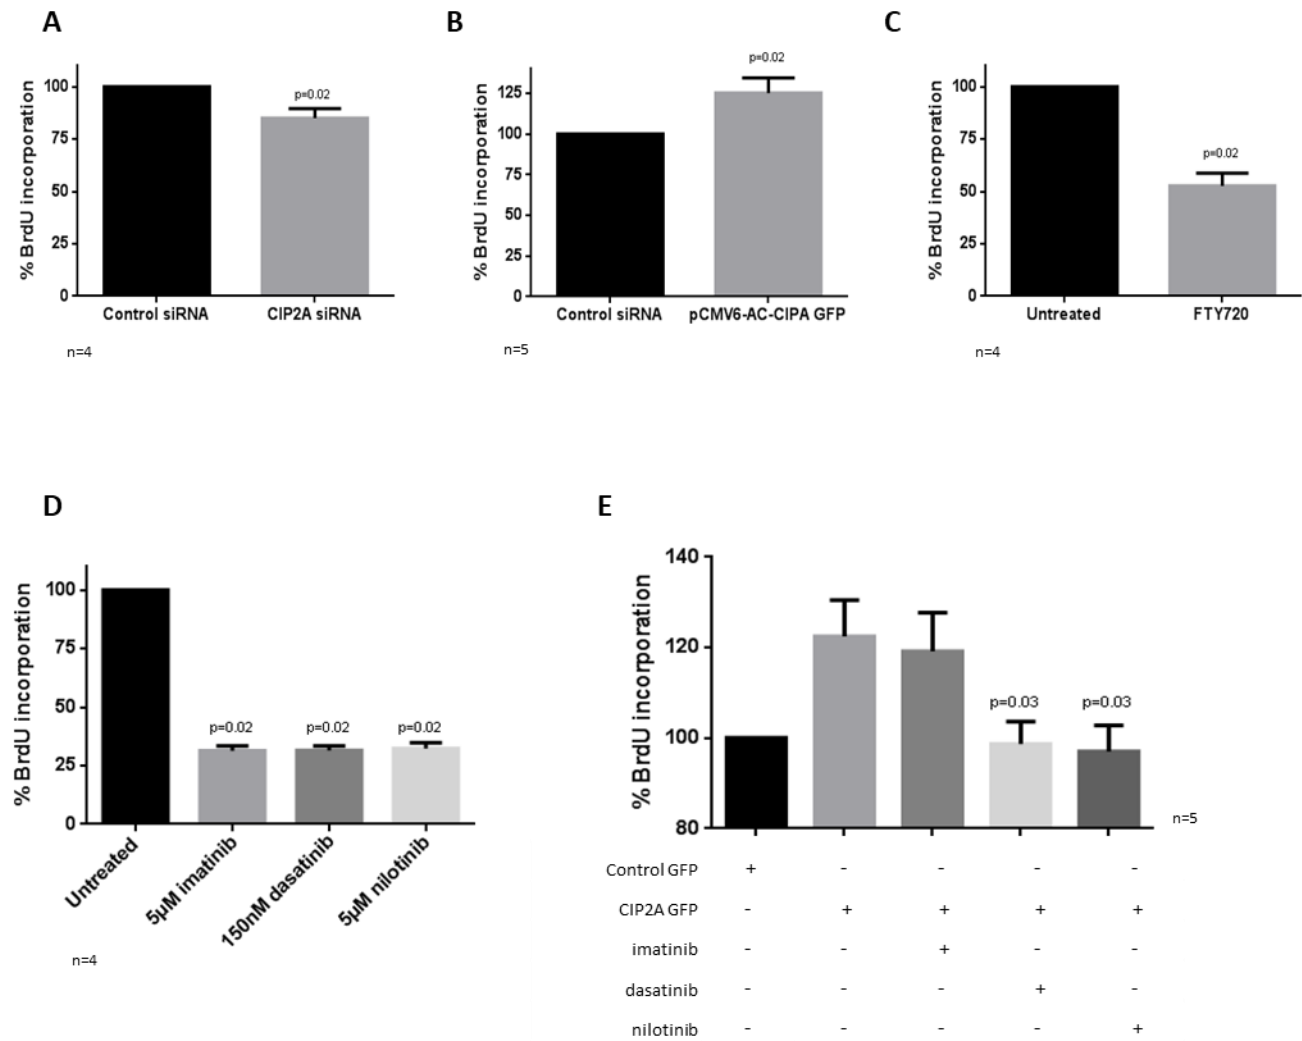 A
% BrdU incorporation
100
75
50
25
0
p=0.02
Control siRNA CIP2A siRNA
n=4
B
% BrdU incorporation
125
100
75
50
25
0
p=0.02
Control siRNA pCMV6-AC-CIPA GFP
n=5
C
% BrdU incorporation
100
75
50
25
0
p=0.02
Untreated FTY720
n=4
D
% BrdU incorporation
100
75
50
25
0
p=0.02 p=0.02 p=0.02
Untreated
5µM imatinib
150nM dasatinib
5µM nilotinib
n=4
E
% BrdU incorporation
140
120
100
80
p=0.03 p=0.03
n=5
Control GFP + - - - -
CIP2A GFP - + + + +
imatinib - - + - -
dasatinib - - - + -
nilotinib - - - - +